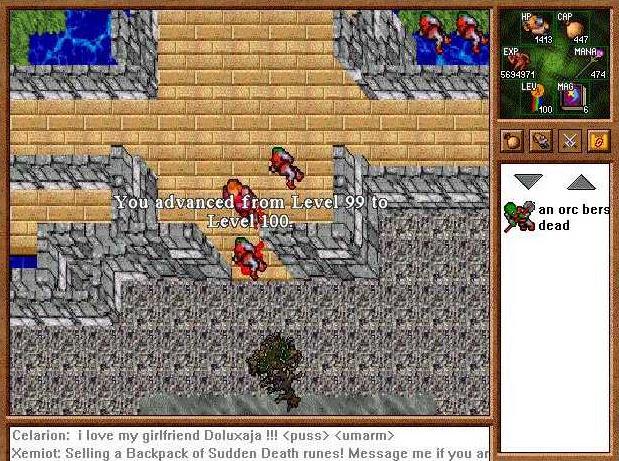 HP
CAP
1413
447
EXP
MANA
5694971
474
LEV
MAG
100
6
You advanced from Level 99 to
Level 100.
an orc bers
dead
Celarion: i love my girlfriend Doluxaja !!! <puss> <umarm>
Xemiot: Selling a Backpack of Sudden Death runes! Message me if you ar